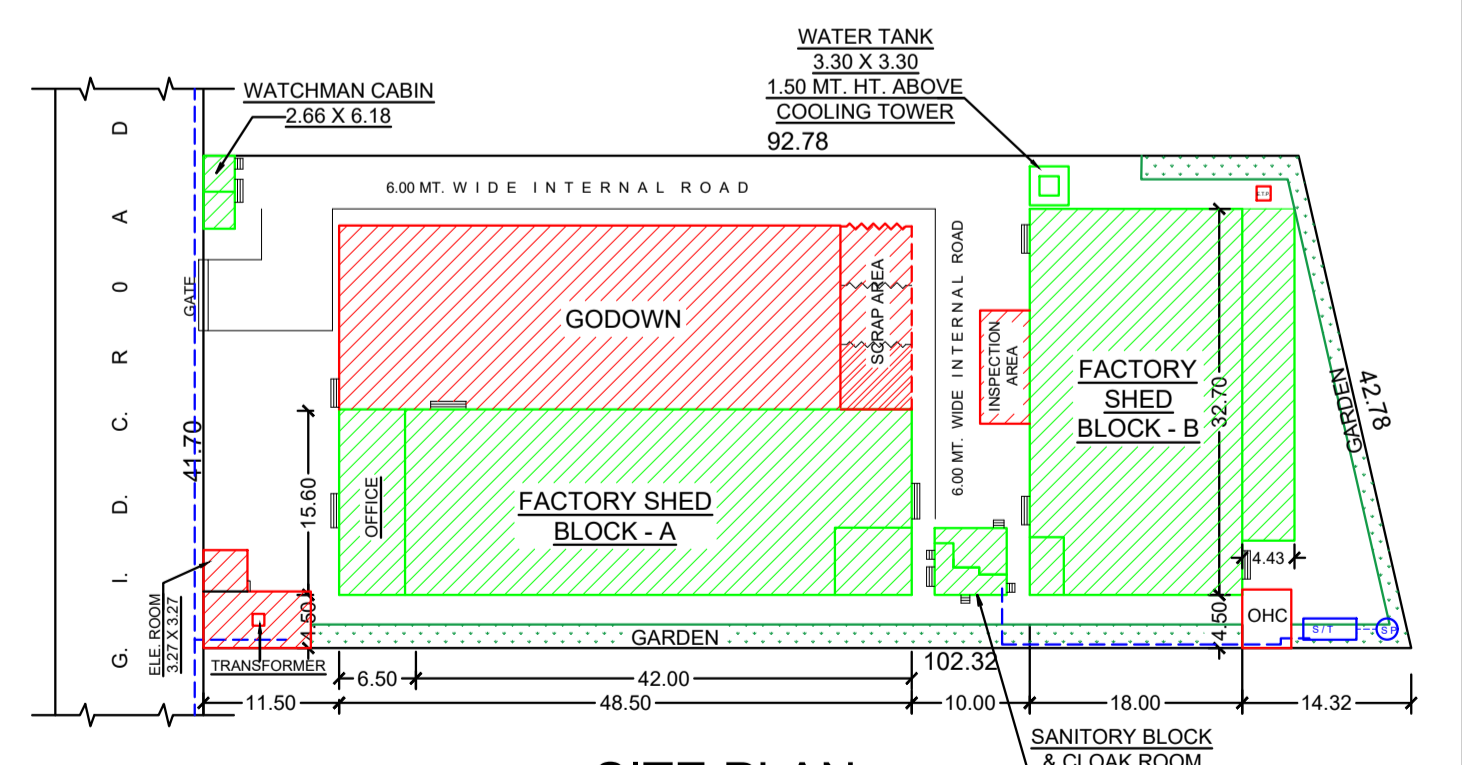 WATER TANK
3.30 X 3.30
1.50 MT. HT. ABOVE
COOLING TOWER
92.78
WATCHMAN CABIN
2.66 X 6.18
6.00 MT. WIDE INTERNAL ROAD
G. I. D. C. R 0 A D
GATE
41.70
GODOWN
SCRAP AREA
6.00 MT. WIDE INTERNAL ROAD
INSPECTION
AREA
FACTORY
SHED
BLOCK - B
32.70
GARDEN
42.78
15.60
OFFICE
FACTORY SHED
BLOCK - A
4.43
ELE. ROOM
3.27 X 3.27
4.50
TRANSFORMER
GARDEN
4.50
OHC
S/T
SP
102.32
6.50
42.00
11.50
48.50
10.00
18.00
14.32
SANITORY BLOCK
& CLOAK ROOM
SITE PLAN